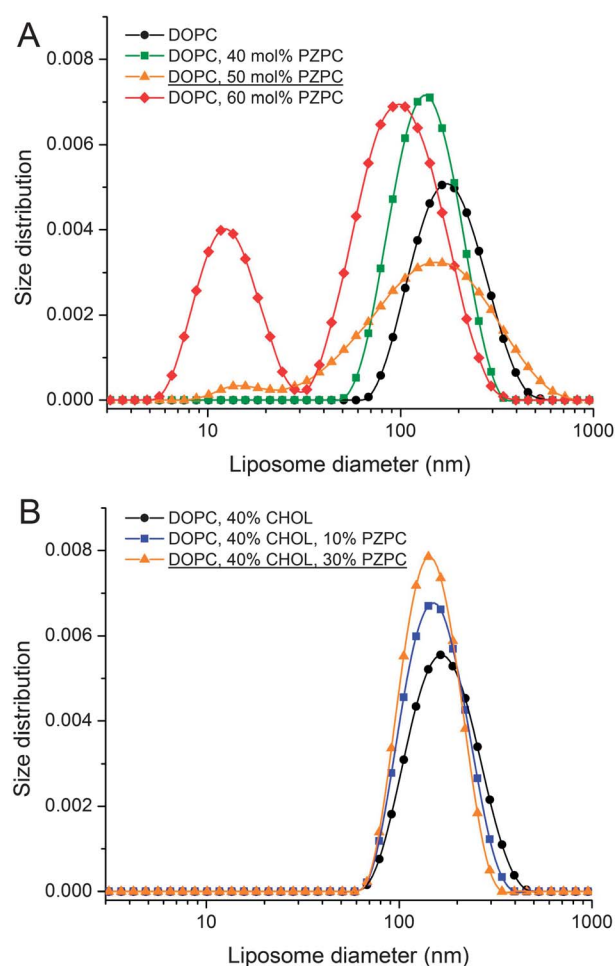 A
DOPC
DOPC, 40 mol% PZPC
DOPC, 50 mol% PZPC
DOPC, 60 mol% PZPC
0.008
0.006
0.004
0.002
0.000
Size distribution
10
100
1000
Liposome diameter (nm)
B
DOPC, 40% CHOL
DOPC, 40% CHOL, 10% PZPC
DOPC, 40% CHOL, 30% PZPC
0.008
0.006
0.004
0.002
0.000
Size distribution
10
100
1000
Liposome diameter (nm)